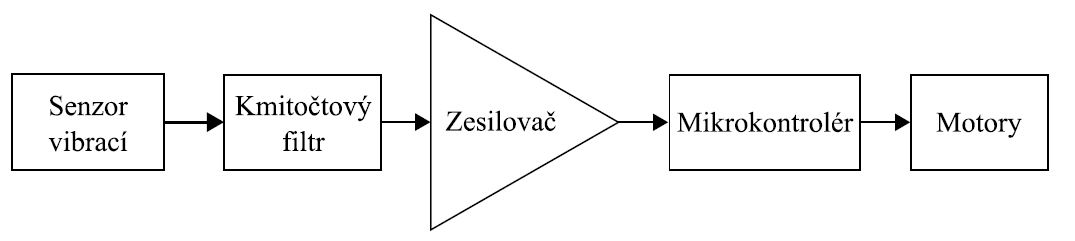 Senzor
vibrací
Kmitočtový
filtr
Zesilovač
Mikrokontrolér
Motory